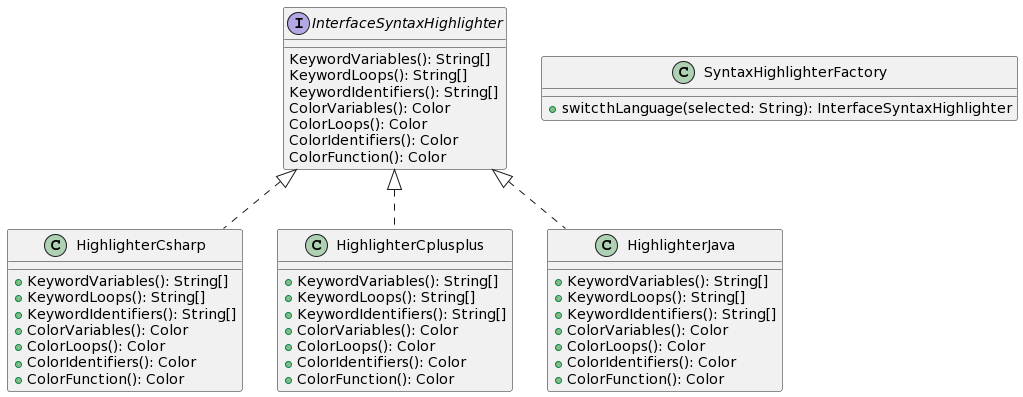 I InterfaceSyntaxHighlighter
KeywordVariables(): String[]
KeywordLoops(): String[]
KeywordIdentifiers(): String[]
ColorVariables(): Color
ColorLoops(): Color
ColorIdentifiers(): Color
ColorFunction(): Color
C SyntaxHighlighterFactory
switcthLanguage(selected: String): InterfaceSyntaxHighlighter
C HighlighterCsharp
KeywordVariables(): String[]
KeywordLoops(): String[]
KeywordIdentifiers(): String[]
ColorVariables(): Color
ColorLoops(): Color
ColorIdentifiers(): Color
ColorFunction(): Color
C HighlighterCplusplus
KeywordVariables(): String[]
KeywordLoops(): String[]
KeywordIdentifiers(): String[]
ColorVariables(): Color
ColorLoops(): Color
ColorIdentifiers(): Color
ColorFunction(): Color
C HighlighterJava
KeywordVariables(): String[]
KeywordLoops(): String[]
KeywordIdentifiers(): String[]
ColorVariables(): Color
ColorLoops(): Color
ColorIdentifiers(): Color
ColorFunction(): Color